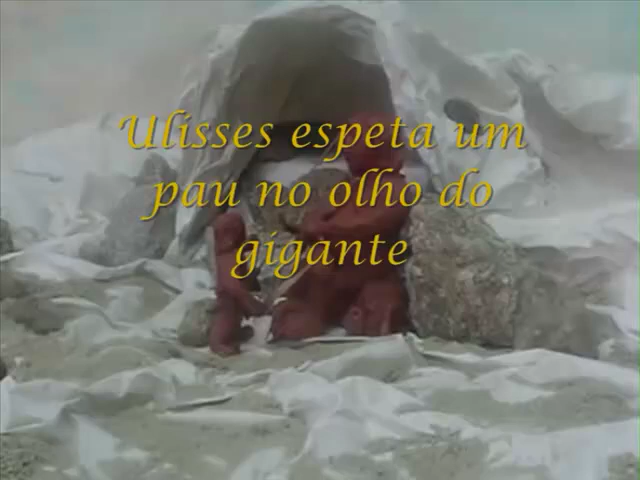 Ulisses espeta um
pau no olho do
gigante